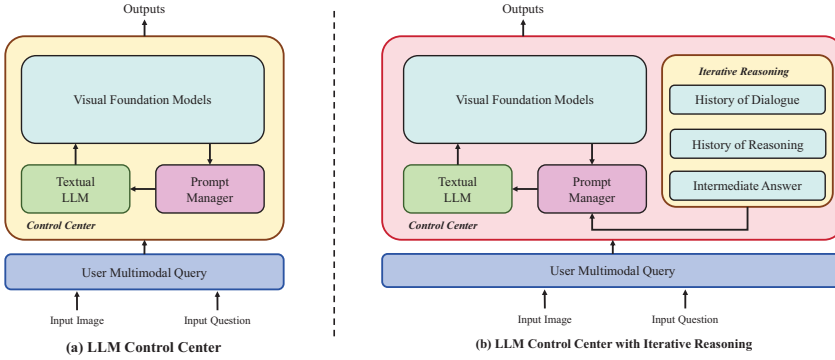 Outputs
Visual Foundation Models
Textual
LLM
Prompt
Manager
Control Center
User Multimodal Query
Input Image
Input Question
(a) LLM Control Center
Outputs
Visual Foundation Models
Textual
LLM
Prompt
Manager
Control Center
Iterative Reasoning
History of Dialogue
History of Reasoning
Intermediate Answer
User Multimodal Query
Input Image
Input Question
(b) LLM Control Center with Iterative Reasoning